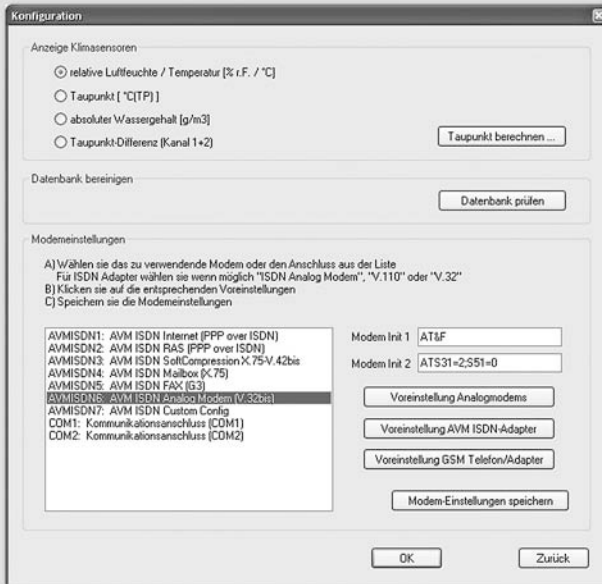 Konfiguration
Anzeige Klimasensoren
relative Luftfeuchte / Temperatur [% r.F. / °C]
Taupunkt [ °C(TP) ]
absoluter Wassergehalt [g/m3]
Taupunkt-Differenz (Kanal 1+2)
Taupunkt berechnen ...
Datenbank bereinigen
Datenbank prüfen
Modemeinstellungen
A) Wählen sie das zu verwendende Modem oder den Anschluss aus der Liste
Für ISDN Adapter wählen sie wenn möglich "ISDN Analog Modem", "V.110" oder "V.32"
B) Klicken sie auf die entsprechenden Voreinstellungen
C) Speichern sie die Modemeinstellungen
AVMISDN1: AVM ISDN Internet (PPP over ISDN)
AVMISDN2: AVM ISDN RAS (PPP over ISDN)
AVMISDN3: AVM ISDN SoftCompression X.75-V.42bis
AVMISDN4: AVM ISDN Mailbox (X.75)
AVMISDN5: AVM ISDN FAX (G3)
AVMISDN6: AVM ISDN Analog Modem (V.32bis)
AVMISDN7: AVM ISDN Custom Config
COM1: Kommunikationsanschluss (COM1)
COM2: Kommunikationsanschluss (COM2)
Modem Init 1 AT&F
Modem Init 2 ATS31=2;S51=0
Voreinstellung Analogmodems
Voreinstellung AVM ISDN-Adapter
Voreinstellung GSM Telefon/Adapter
Modem-Einstellungen speichern
OK
Zurück